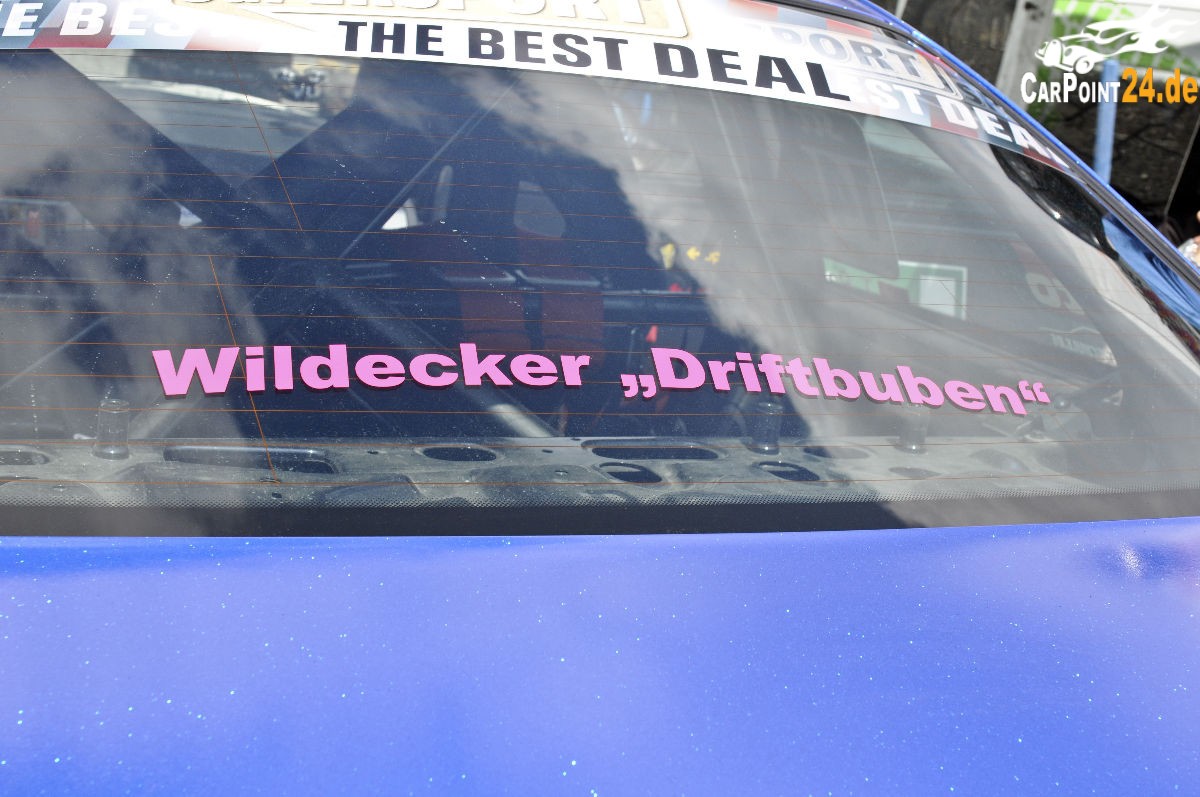 THE BEST DEAL
CARPOINT24.de
Wildecker „Driftbuben“